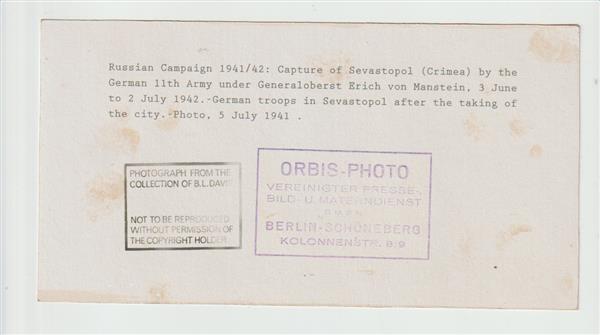 Russian Campaign 1941/42: Capture of Sevastopol (Crimea) by the
German 11th Army under Generaloberst Erich von Manstein, 3 June
to 2 July 1942.-German troops in Sevastopol after the taking of
the city.-Photo, 5 July 1941 .
PHOTOGRAPH FROM THE
COLLECTION OF B.L.DAVIS
NOT TO BE REPRODUCED
WITHOUT PERMISSION OF
THE COPYRIGHT HOLDER
ORBIS-PHOTO
VEREINIGTER PRESSE-,
BILD- U. MATERNDIENST
BERLIN-SCHÖNEBERG
KOLONNENSTR. 8/9